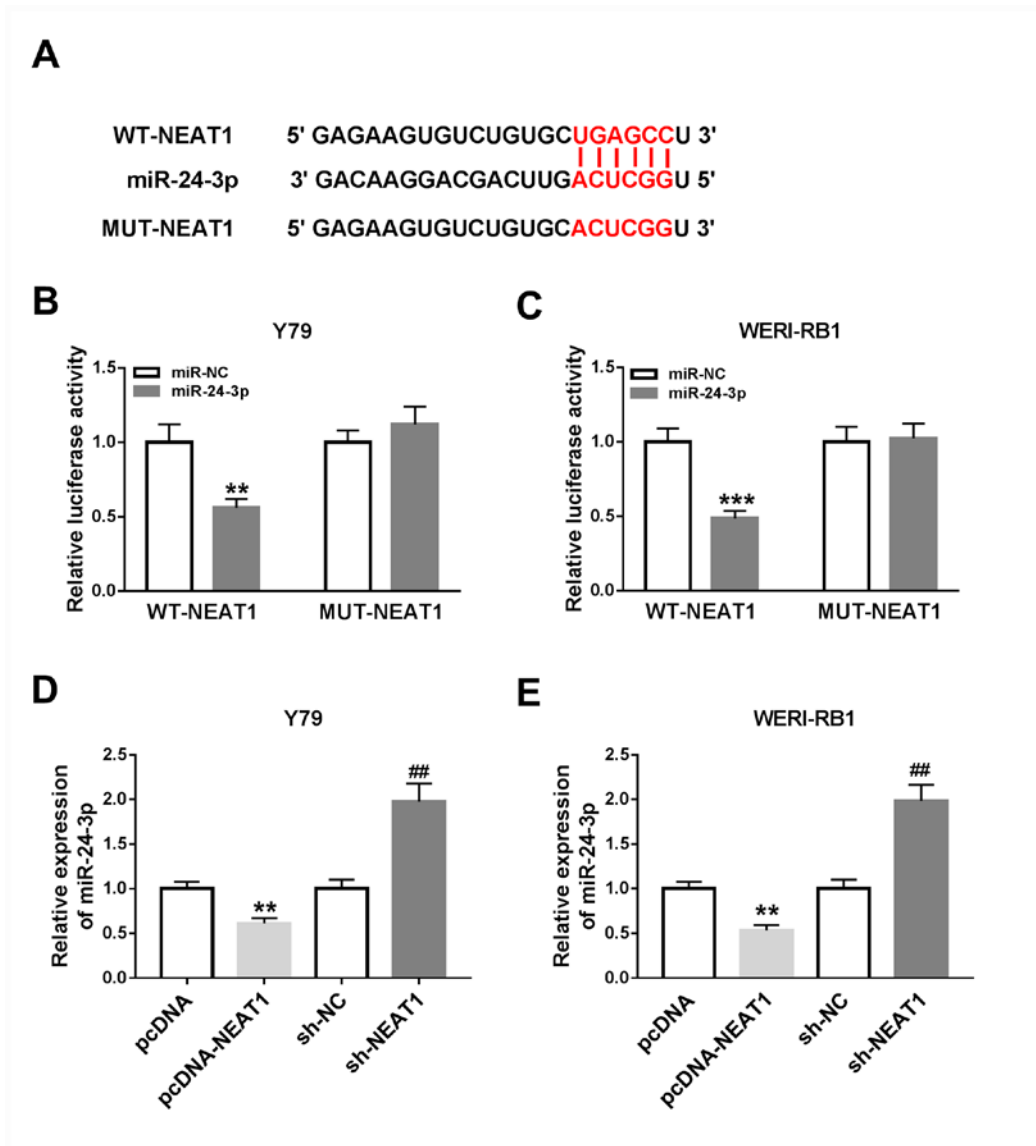 A
WT-NEAT1 5' GAGAAGUGUCUGUGCUGAGCCU 3'
miR-24-3p 3' GACAAGGACGACUUGACUCGGU 5'
MUT-NEAT1 5' GAGAAGUGUCUGUGCACUCGGU 3'
B
Y79
Relative luciferase activity
1.5
1.0
0.5
0.0
miR-NC
miR-24-3p
**
WT-NEAT1 MUT-NEAT1
C
WERI-RB1
Relative luciferase activity
1.5
1.0
0.5
0.0
miR-NC
miR-24-3p
***
WT-NEAT1 MUT-NEAT1
D
Y79
Relative expression
of miR-24-3p
2.5
2.0
1.5
1.0
0.5
0.0
**
##
pcDNA
pcDNA-NEAT1
sh-NC
sh-NEAT1
E
WERI-RB1
Relative expression
of miR-24-3p
2.5
2.0
1.5
1.0
0.5
0.0
**
##
pcDNA
pcDNA-NEAT1
sh-NC
sh-NEAT1